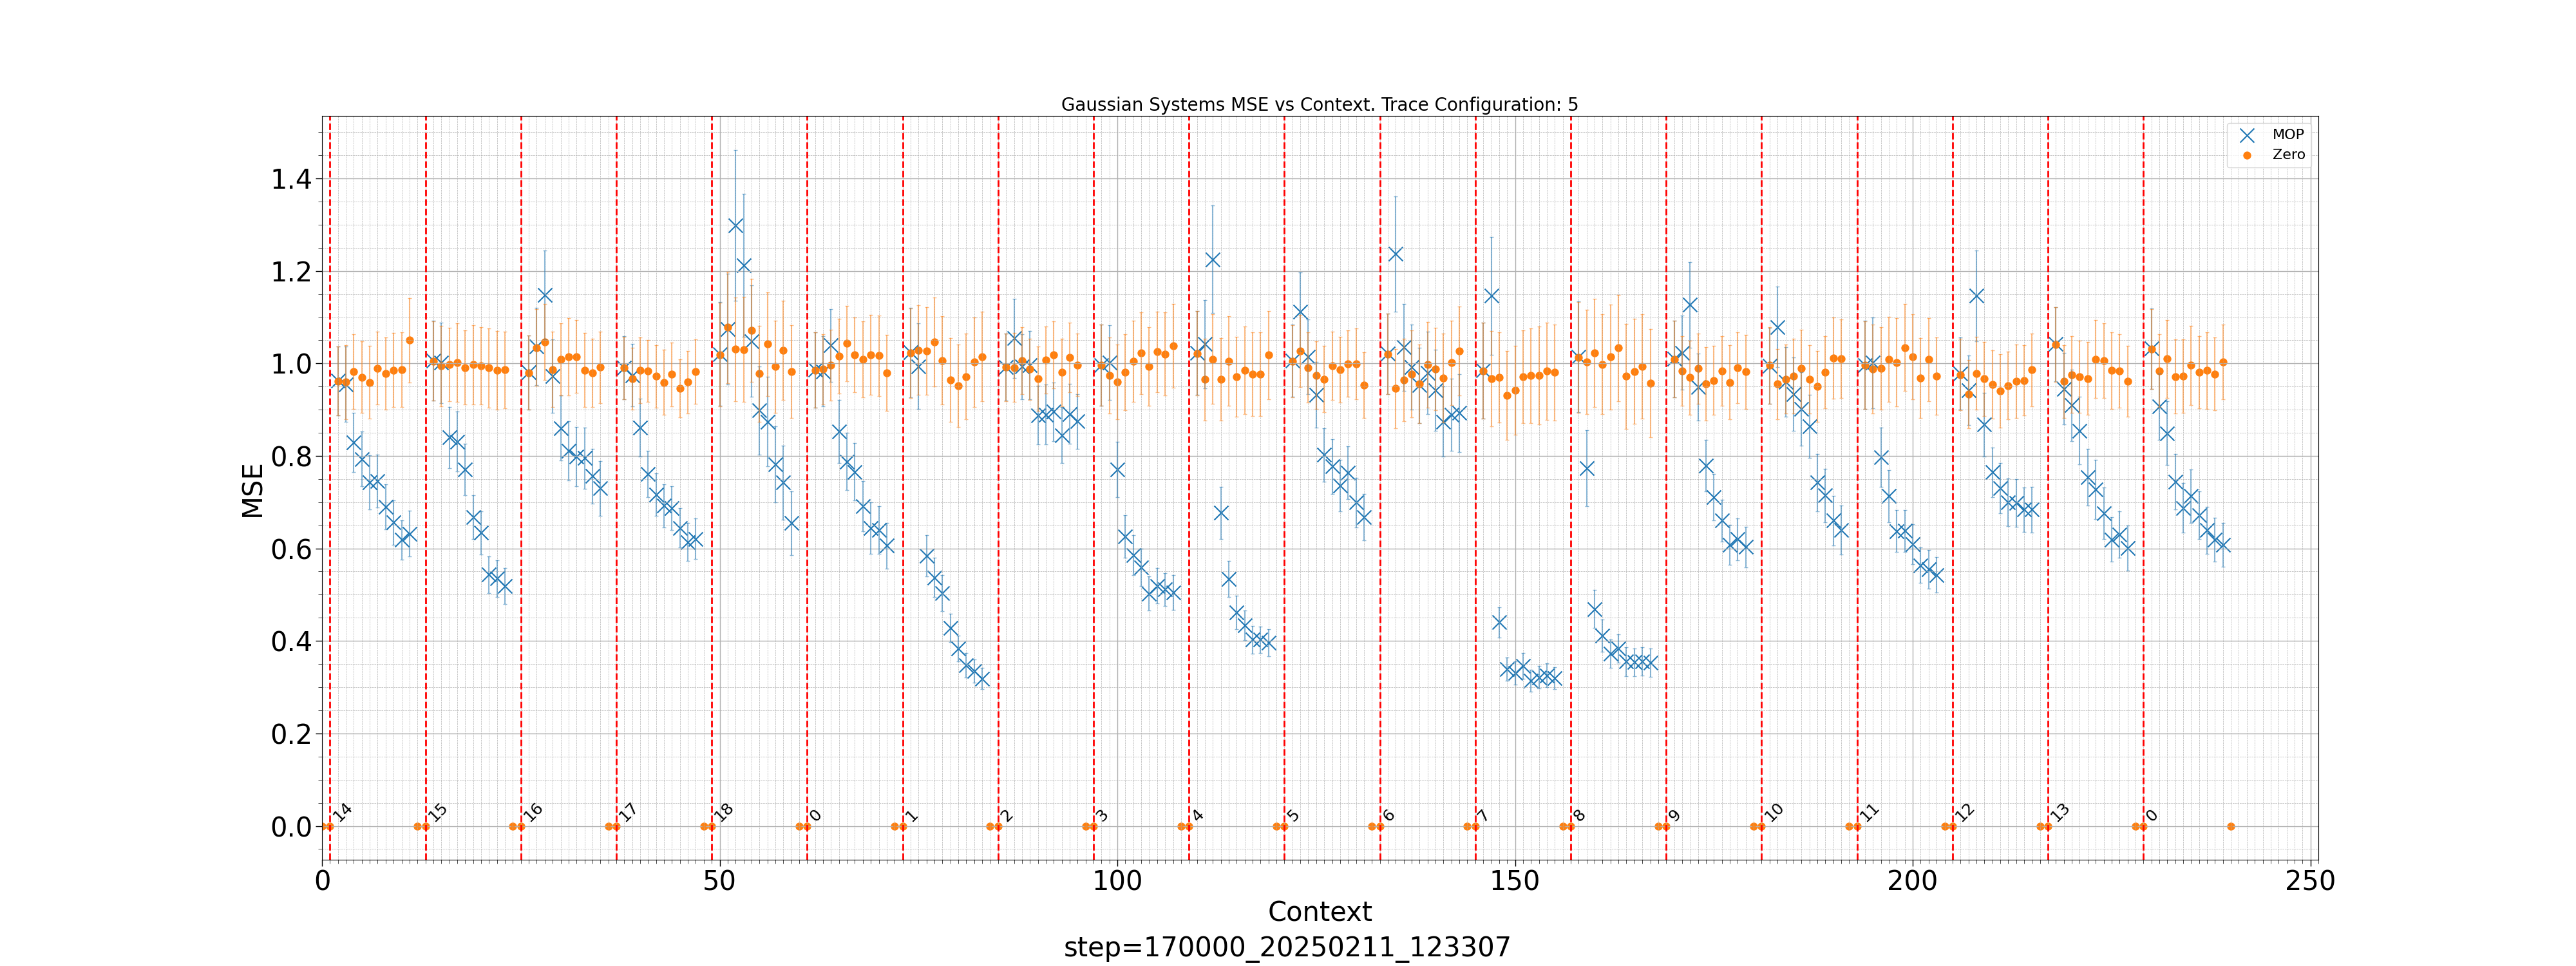 Gaussian Systems MSE vs Context. Trace Configuration: 5
MOP
Zero
MSE
1.4
1.2
1.0
0.8
0.6
0.4
0.2
0.0
14 15 16 17 18 0 1 2 3 4 5 6 7 8 9 10 11 12 13 0
0 50 100 150 200 250
Context
step=170000_20250211_123307